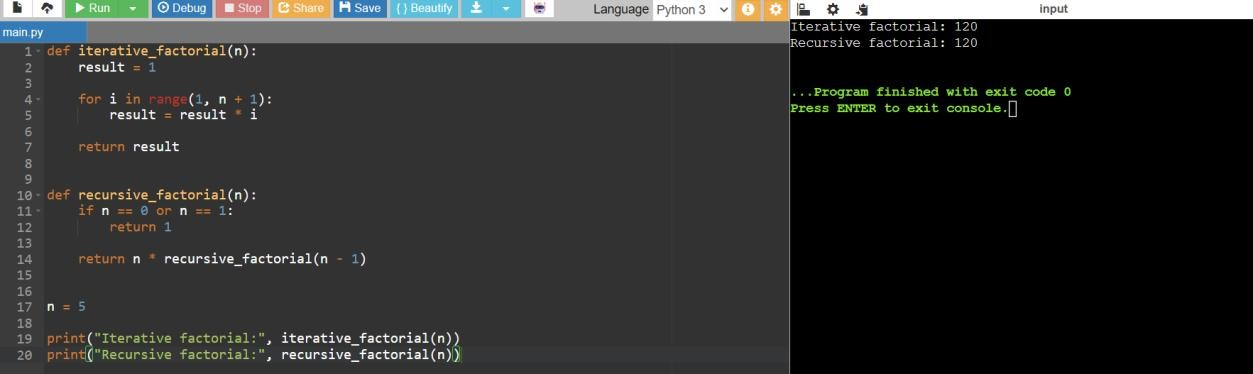 Run Debug Stop Share Save { } Beautify Language Python 3
main.py
1 def iterative_factorial(n):
2     result = 1
3
4     for i in range(1, n + 1):
5         result = result * i
6
7     return result
8
9
10 def recursive_factorial(n):
11     if n == 0 or n == 1:
12         return 1
13
14     return n * recursive_factorial(n - 1)
15
16
17 n = 5
18
19 print("Iterative factorial:", iterative_factorial(n))
20 print("Recursive factorial:", recursive_factorial(n))
input
Iterative factorial: 120
Recursive factorial: 120
...Program finished with exit code 0
Press ENTER to exit console.